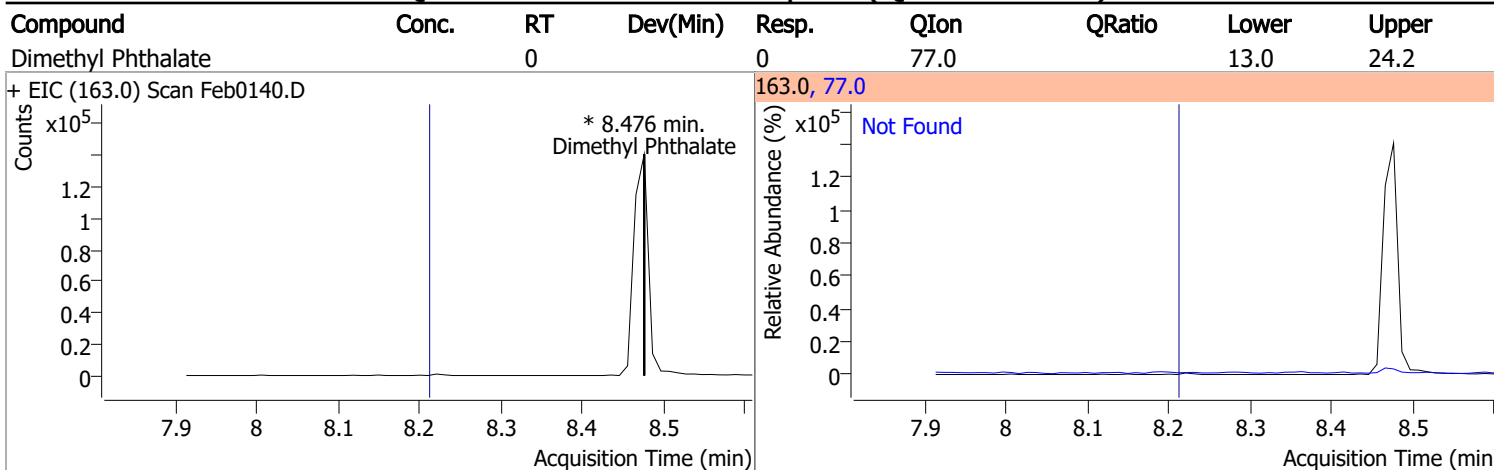 Compound Conc. RT Dev(Min) Resp. QIon QRatio Lower Upper
Dimethyl Phthalate 0 0 77.0 13.0 24.2
+ EIC (163.0) Scan Feb0140.D
Counts
x10⁵
* 8.476 min.
Dimethyl Phthalate
1.2
1
0.8
0.6
0.4
0.2
0
7.9 8 8.1 8.2 8.3 8.4 8.5
Acquisition Time (min)
163.0, 77.0
Relative Abundance (%)
x10⁵
Not Found
1.2
1
0.8
0.6
0.4
0.2
0
7.9 8 8.1 8.2 8.3 8.4 8.5
Acquisition Time (min